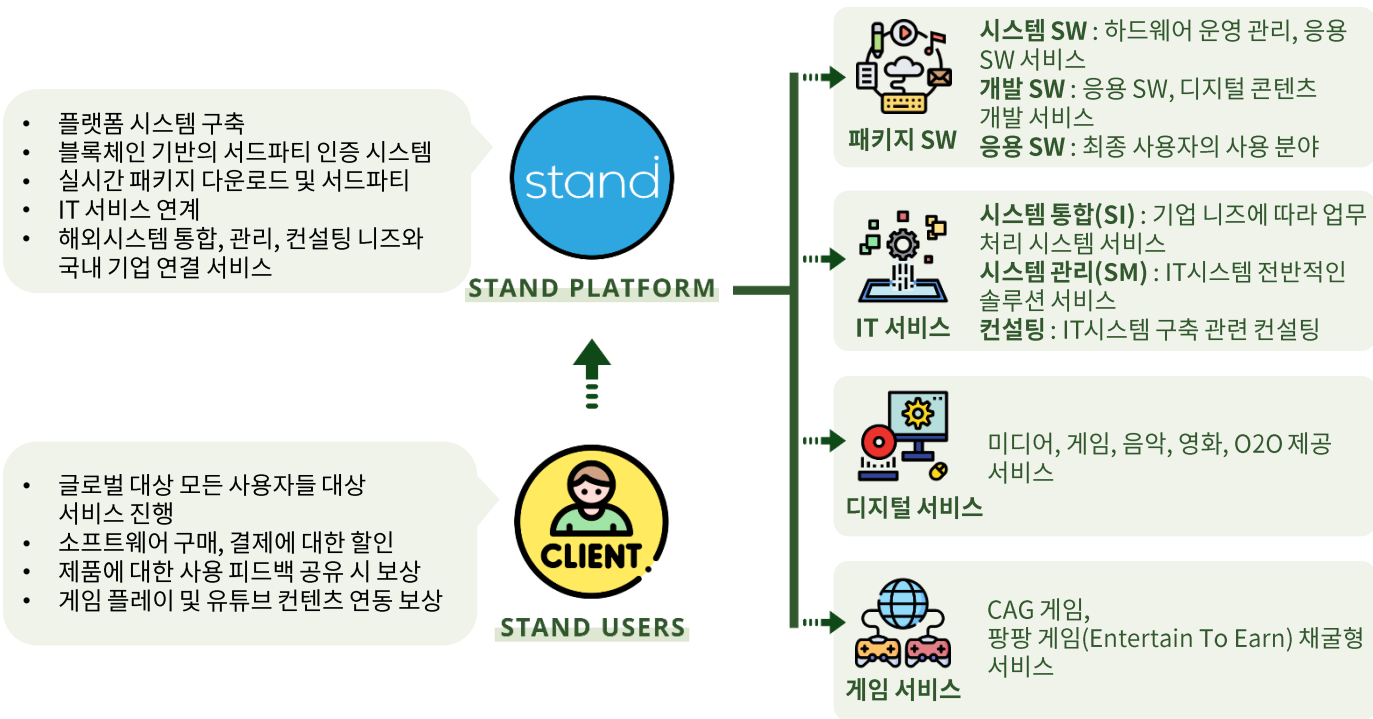 • 플랫폼 시스템 구축
• 블록체인 기반의 서드파티 인증 시스템
• 실시간 패키지 다운로드 및 서드파티
• IT 서비스 연계
• 해외시스템 통합, 관리, 컨설팅 니즈와
국내 기업 연결 서비스
stand
STAND PLATFORM
• 글로벌 대상 모든 사용자들 대상
서비스 진행
• 소프트웨어 구매, 결제에 대한 할인
• 제품에 대한 사용 피드백 공유 시 보상
• 게임 플레이 및 유튜브 컨텐츠 연동 보상
CLIENT
STAND USERS
패키지 SW
시스템 SW : 하드웨어 운영 관리, 응용
SW 서비스
개발 SW : 응용 SW, 디지털 콘텐츠
개발 서비스
응용 SW : 최종 사용자의 사용 분야
IT 서비스
시스템 통합(SI) : 기업 니즈에 따라 업무
처리 시스템 서비스
시스템 관리(SM) : IT시스템 전반적인
솔루션 서비스
컨설팅 : IT시스템 구축 관련 컨설팅
디지털 서비스
미디어, 게임, 음악, 영화, O2O 제공
서비스
게임 서비스
CAG 게임,
팡팡 게임(Entertain To Earn) 채굴형
서비스